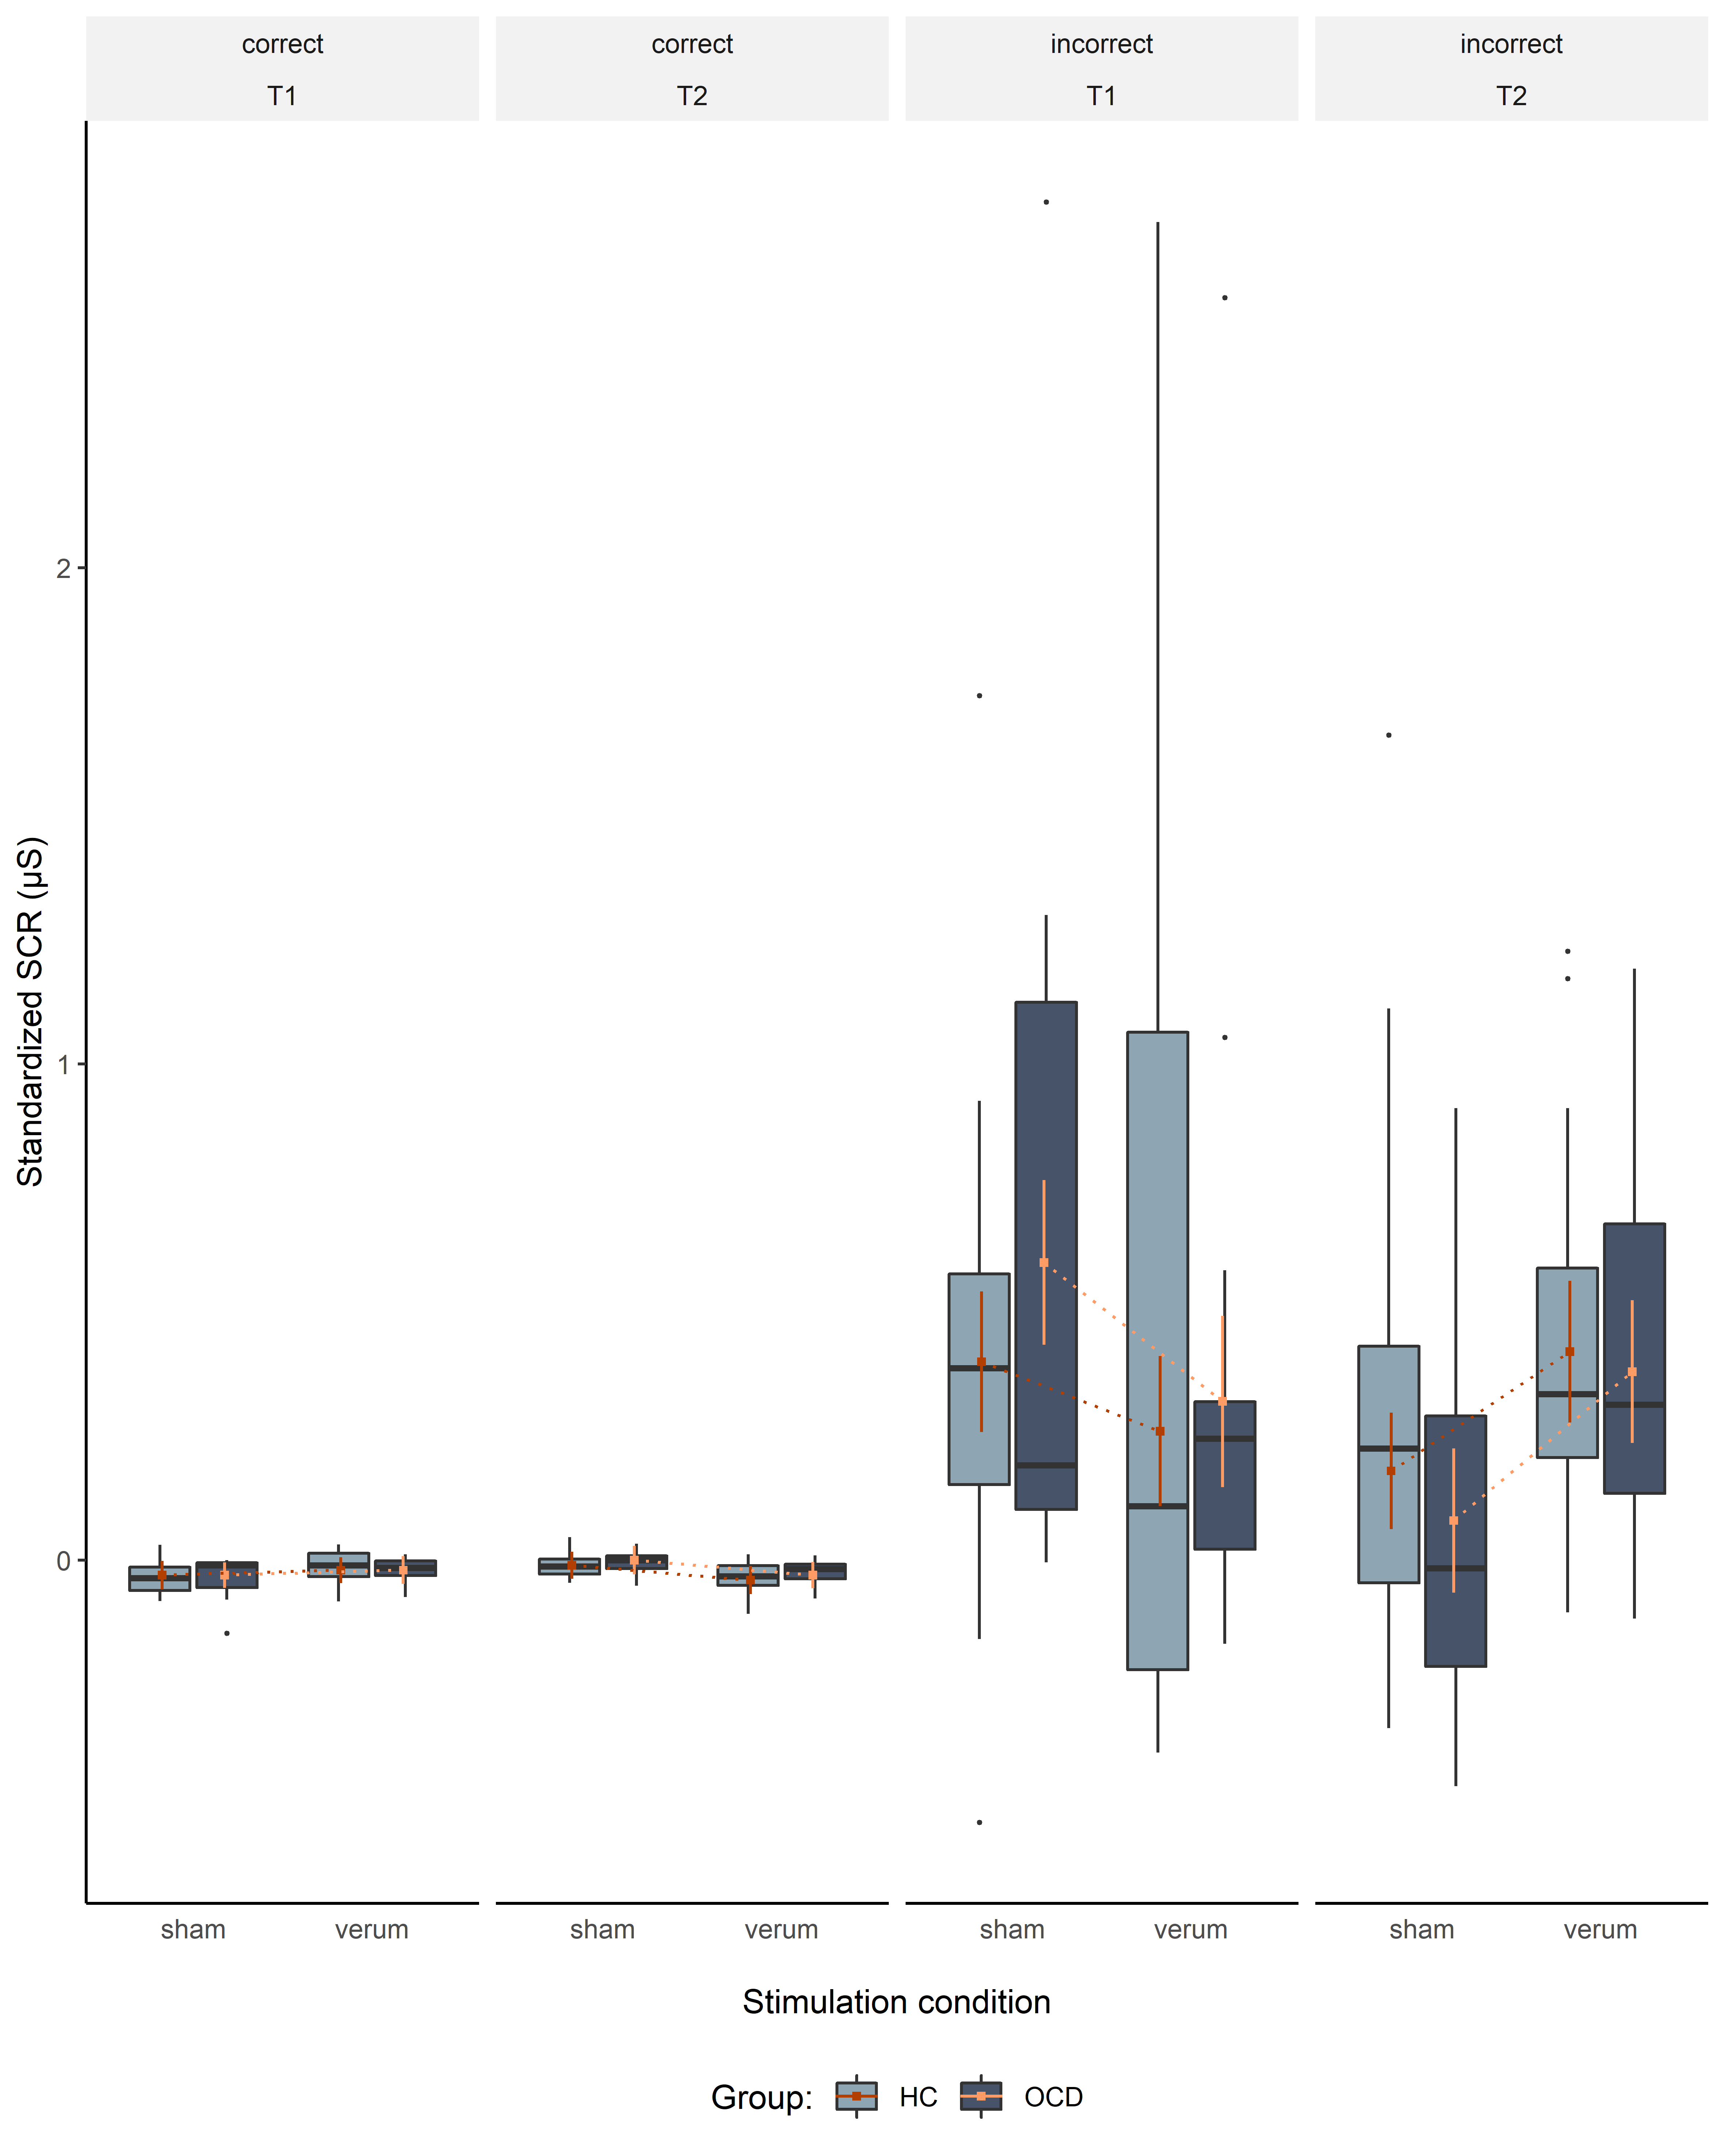 correct
correct
incorrect
incorrect
T1
T2
T1
T2
2
1
0
Standardized SCR (µS)
sham
verum
sham
verum
sham
verum
sham
verum
Stimulation condition
Group:
HC
OCD